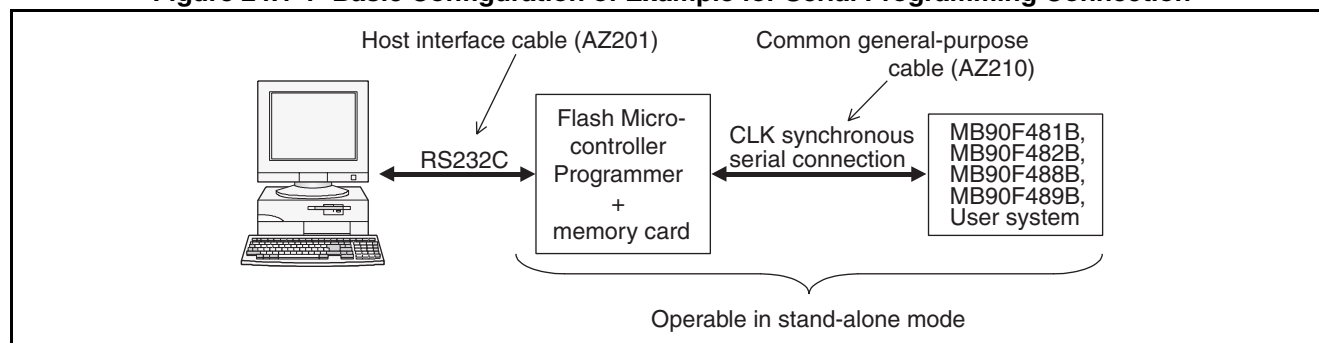 Figure Basic Configuration of Example for Serial Programming Connection
Host interface cable (AZ201)
Common general-purpose
cable (AZ210)
RS232C
Flash Micro-
controller
Programmer
+
memory card
CLK synchronous
serial connection
MB90F481B,
MB90F482B,
MB90F488B,
MB90F489B,
User system
Operable in stand-alone mode